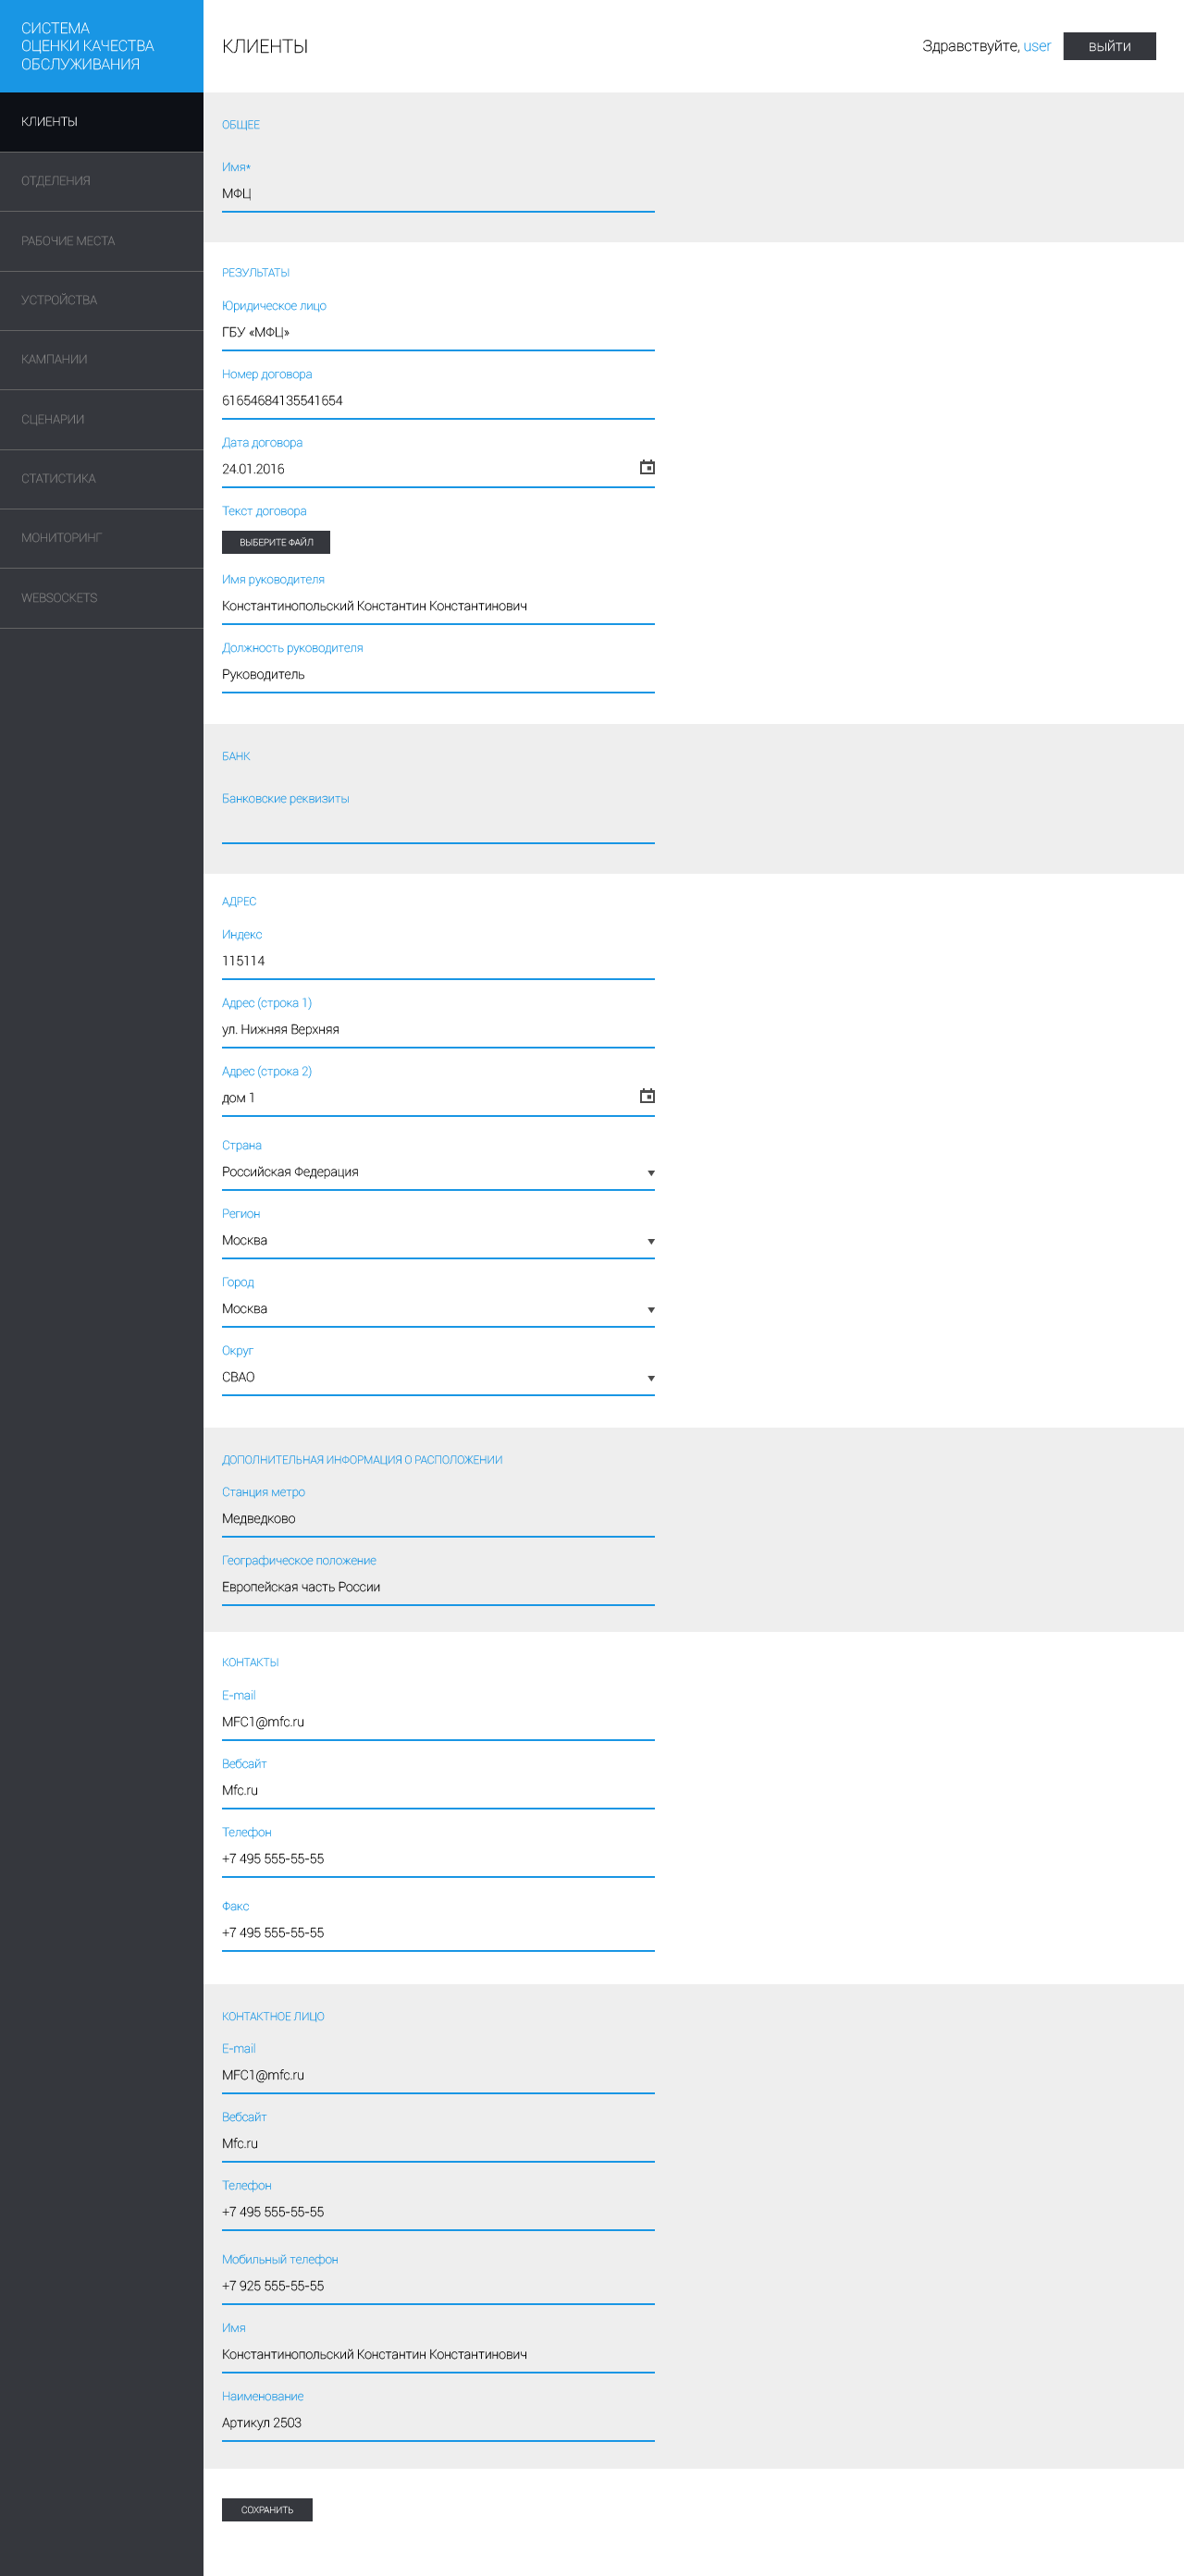 СИСТЕМА
ОЦЕНКИ КАЧЕСТВА
ОБСЛУЖИВАНИЯ
КЛИЕНТЫ
ОТДЕЛЕНИЯ
РАБОЧИЕ МЕСТА
УСТРОЙСТВА
КАМПАНИИ
СЦЕНАРИИ
СТАТИСТИКА
МОНИТОРИНГ
WEBSOCKETS
КЛИЕНТЫ
Здравствуйте, user
ВЫЙТИ
ОБЩЕЕ
Имя*
МФЦ
РЕЗУЛЬТАТЫ
Юридическое лицо
ГБУ «МФЦ»
Номер договора
61654684135541654
Дата договора
24.01.2016
Текст договора
ВЫБЕРИТЕ ФАЙЛ
Имя руководителя
Константинопольский Константин Константинович
Должность руководителя
Руководитель
БАНК
Банковские реквизиты
АДРЕС
Индекс
115114
Адрес (строка 1)
ул. Нижняя Верхняя
Адрес (строка 2)
дом 1
Страна
Российская Федерация
Регион
Москва
Город
Москва
Округ
СВАО
ДОПОЛНИТЕЛЬНАЯ ИНФОРМАЦИЯ О РАСПОЛОЖЕНИИ
Станция метро
Медведково
Географическое положение
Европейская часть России
КОНТАКТЫ
E-mail
MFC1@mfc.ru
Вебсайт
Mfc.ru
Телефон
+7 495 555-55-55
Факс
+7 495 555-55-55
КОНТАКТНОЕ ЛИЦО
E-mail
MFC1@mfc.ru
Вебсайт
Mfc.ru
Телефон
+7 495 555-55-55
Мобильный телефон
+7 925 555-55-55
Имя
Константинопольский Константин Константинович
Наименование
Артикул 2503
СОХРАНИТЬ